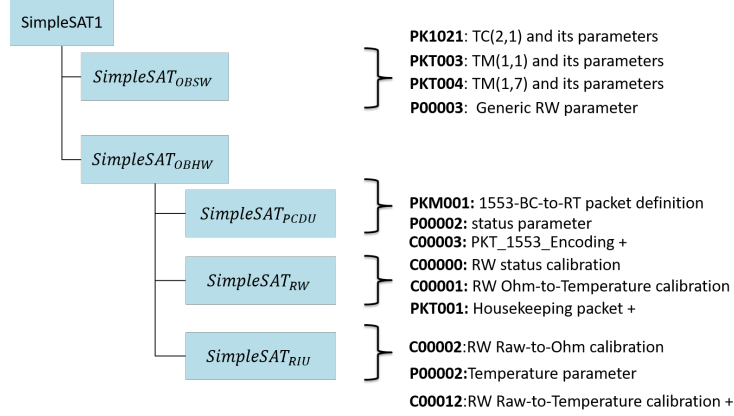 SimpleSAT1
PK1021: TC(2,1) and its parameters
PKT003: TM(1,1) and its parameters
SimpleSAT_OBSW
PKT004: TM(1,7) and its parameters
P00003: Generic RW parameter
SimpleSAT_OBHW
PKM001: 1553-BC-to-RT packet definition
SimpleSAT_PCDU
P00002: status parameter
C00003: PKT_1553_Encoding +
C00000: RW status calibration
SimpleSAT_RW
C00001: RW Ohm-to-Temperature calibration
PKT001: Housekeeping packet +
SimpleSAT_RIU
C00002:RW Raw-to-Ohm calibration
P00002:Temperature parameter
C00012:RW Raw-to-Temperature calibration +